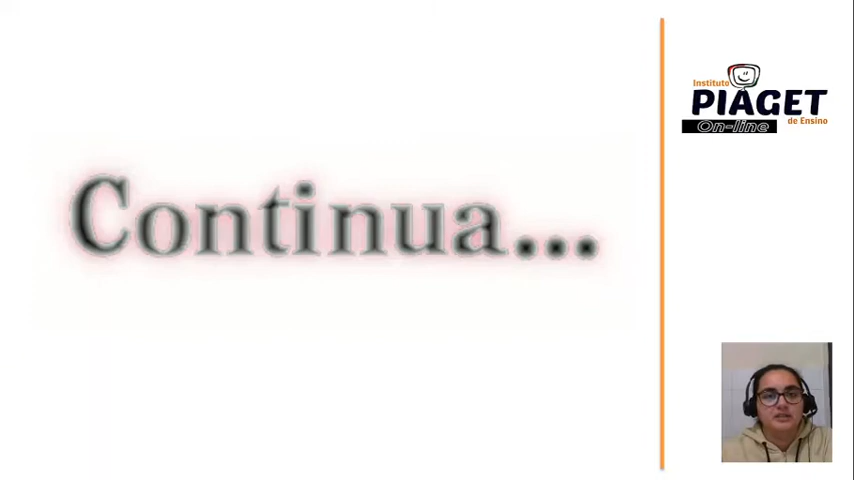 Continua...
Instituto
PIAGET
de Ensino
On-line